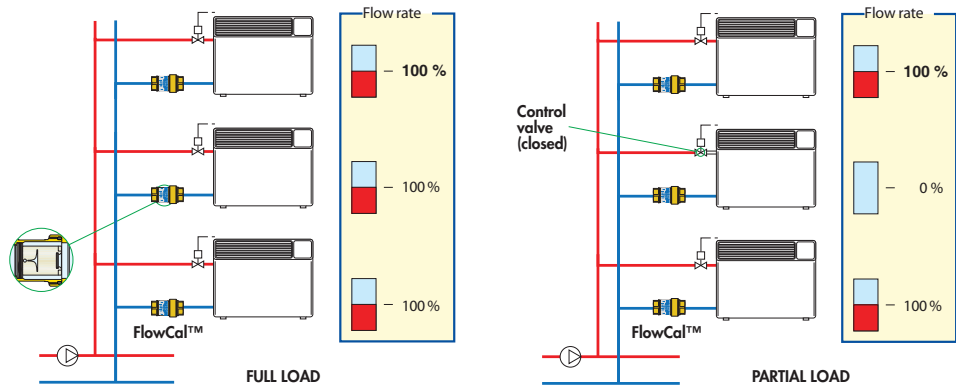 Flow rate
100 %
100 %
100 %
FlowCal™
FULL LOAD
Flow rate
100 %
Control
valve
(closed)
0 %
100 %
FlowCal™
PARTIAL LOAD